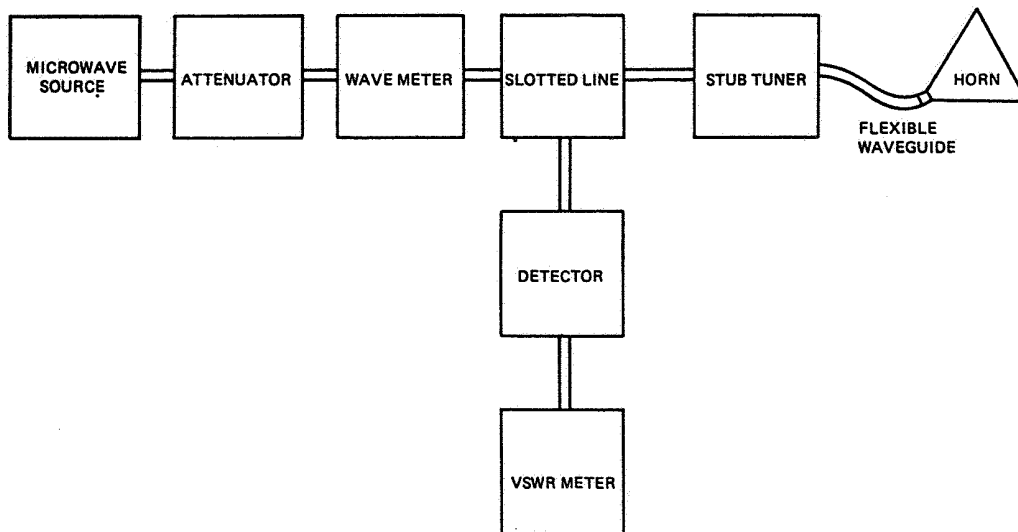 MICROWAVE
SOURCE
ATTENUATOR
WAVE METER
SLOTTED LINE
STUB TUNER
HORN
FLEXIBLE
WAVEGUIDE
DETECTOR
VSWR METER